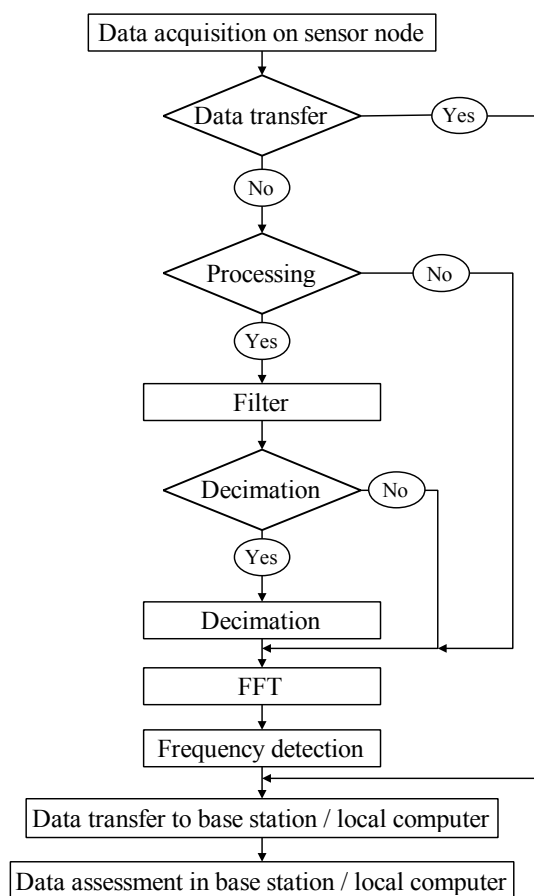 Data acquisition on sensor node
Data transfer
Yes
No
Processing
No
Yes
Filter
Decimation
No
Yes
Decimation
FFT
Frequency detection
Data transfer to base station / local computer
Data assessment in base station / local computer